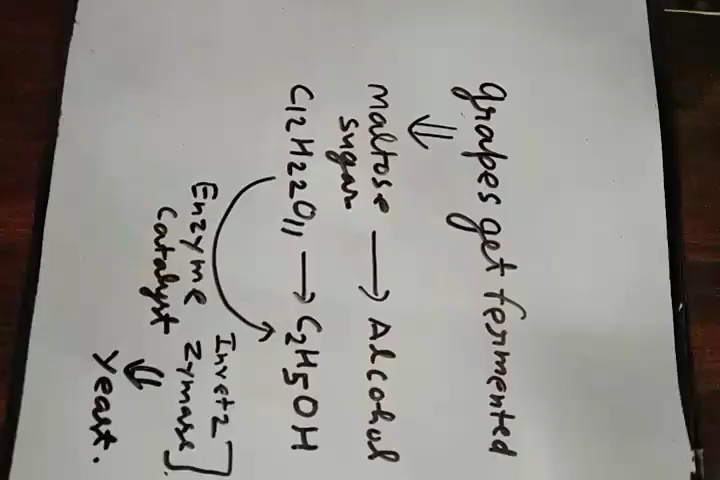 grapes get fermented
⇓
Maltose → Alcohol
sugar
C12H22O11 → C2H5OH
Enzyme [Invetz
Catalyst Zymase].
⇓
yeast.